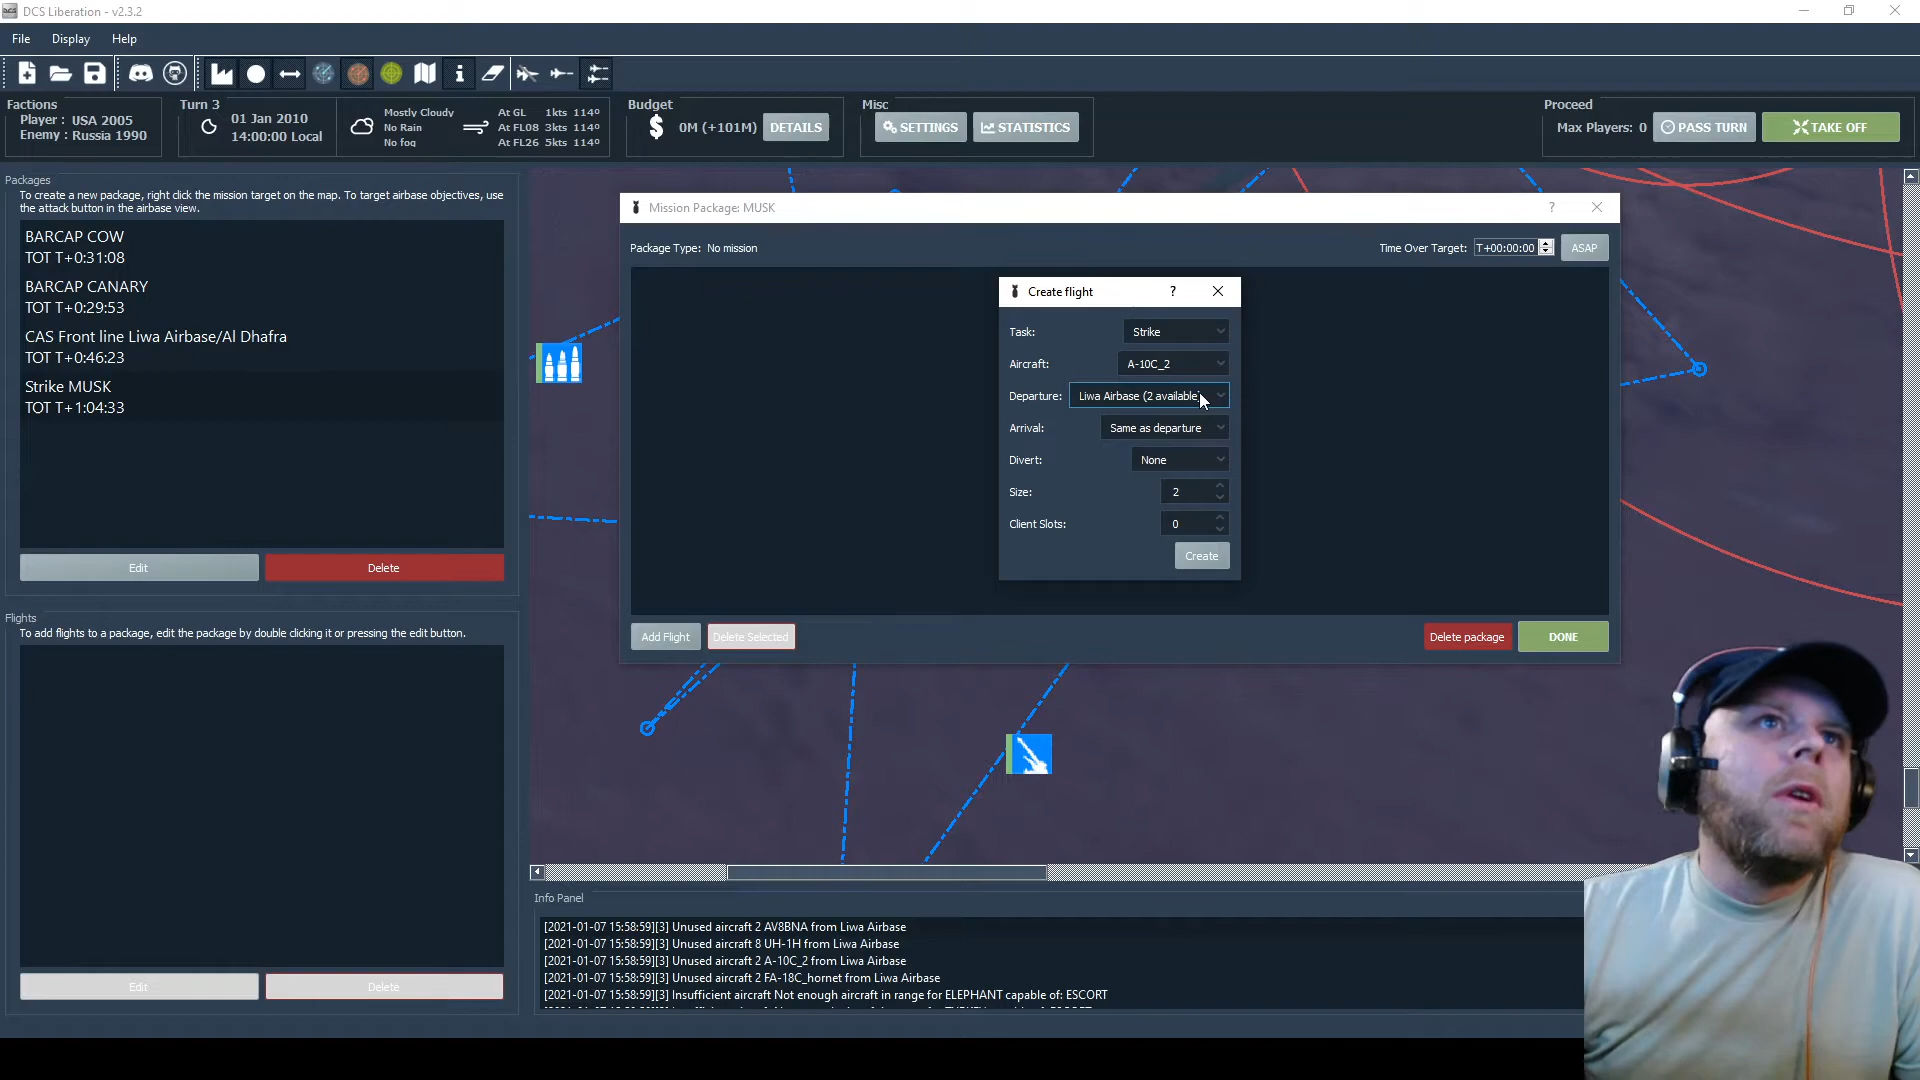 DCS Liberation - v2.3.2
File Display Help
Factions
Player : USA 2005
Enemy : Russia 1990
Turn 3
01 Jan 2010
14:00:00 Local
Mostly Cloudy
No Rain
No fog
At GL 1kts 114º
At FL08 3kts 114º
At FL26 5kts 114º
Budget
0M (+101M) DETAILS
Misc
SETTINGS STATISTICS
Proceed
Max Players: 0 PASS TURN TAKE OFF
Packages
To create a new package, right click the mission target on the map. To target airbase objectives, use
the attack button in the airbase view.
BARCAP COW
TOT T+0:31:08
BARCAP CANARY
TOT T+0:29:53
CAS Front line Liwa Airbase/Al Dhafra
TOT T+0:46:23
Strike MUSK
TOT T+1:04:33
Edit Delete
Flights
To add flights to a package, edit the package by double clicking it or pressing the edit button.
Edit Delete
Mission Package: MUSK ?
Package Type: No mission
Time Over Target: T+00:00:00 ASAP
Create flight ?
Task: Strike
Aircraft: A-10C_2
Departure: Liwa Airbase (2 available
Arrival: Same as departure
Divert: None
Size: 2
Client Slots: 0
Create
Add Flight Delete Selected Delete package DONE
Info Panel
[2021-01-07 15:58:59][3] Unused aircraft 2 AV8BNA from Liwa Airbase
[2021-01-07 15:58:59][3] Unused aircraft 8 UH-1H from Liwa Airbase
[2021-01-07 15:58:59][3] Unused aircraft 2 A-10C_2 from Liwa Airbase
[2021-01-07 15:58:59][3] Unused aircraft 2 FA-18C_hornet from Liwa Airbase
[2021-01-07 15:58:59][3] Insufficient aircraft Not enough aircraft in range for ELEPHANT capable of: ESCORT